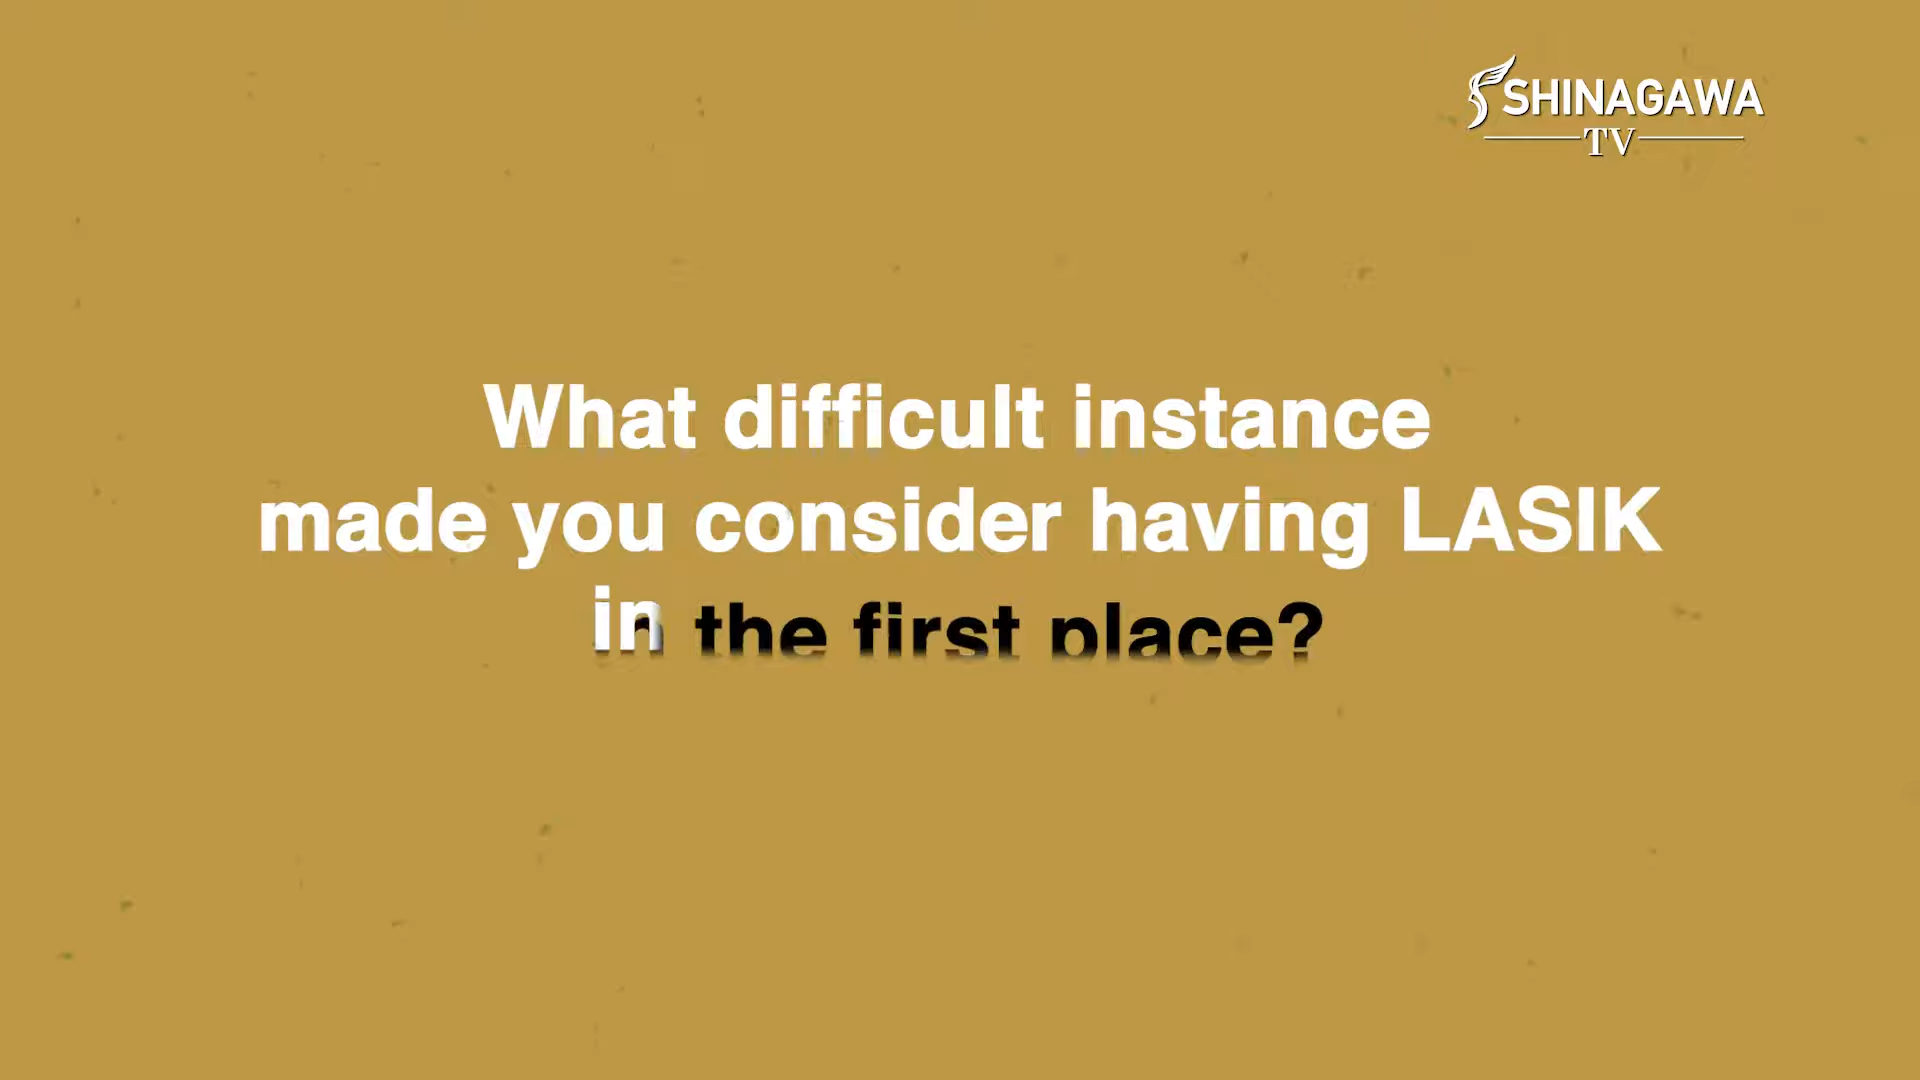 SHINAGAWA
TV
What difficult instance
made you consider having LASIK
in the first place?